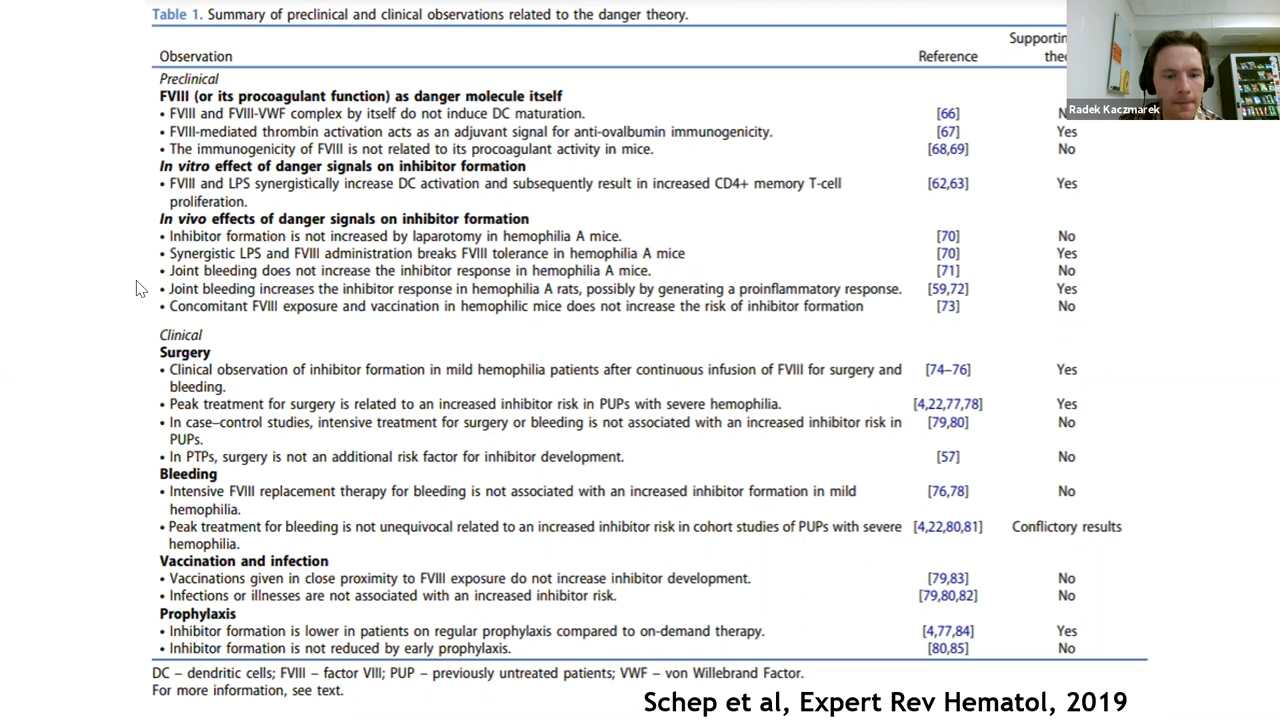 Table 1. Summary of preclinical and clinical observations related to the danger theory.
Observation Reference Supportin
Preclinical
FVIII (or its procoagulant function) as danger molecule itself
• FVIII and FVIII-VWF complex by itself do not induce DC maturation. [66]
• FVIII-mediated thrombin activation acts as an adjuvant signal for anti-ovalbumin immunogenicity. [67] Yes
• The immunogenicity of FVIII is not related to its procoagulant activity in mice. [68,69] No
In vitro effect of danger signals on inhibitor formation
• FVIII and LPS synergistically increase DC activation and subsequently result in increased CD4+ memory T-cell [62,63] Yes
proliferation.
In vivo effects of danger signals on inhibitor formation
• Inhibitor formation is not increased by laparotomy in hemophilia A mice. [70] No
• Synergistic LPS and FVIII administration breaks FVIII tolerance in hemophilia A mice [70] Yes
• Joint bleeding does not increase the inhibitor response in hemophilia A mice. [71] No
• Joint bleeding increases the inhibitor response in hemophilia A rats, possibly by generating a proinflammatory response. [59,72] Yes
• Concomitant FVIII exposure and vaccination in hemophilic mice does not increase the risk of inhibitor formation [73] No
Clinical
Surgery
• Clinical observation of inhibitor formation in mild hemophilia patients after continuous infusion of FVIII for surgery and [74–76] Yes
bleeding.
• Peak treatment for surgery is related to an increased inhibitor risk in PUPs with severe hemophilia. [4,22,77,78] Yes
• In case–control studies, intensive treatment for surgery or bleeding is not associated with an increased inhibitor risk in [79,80] No
PUPs.
• In PTPs, surgery is not an additional risk factor for inhibitor development. [57] No
Bleeding
• Intensive FVIII replacement therapy for bleeding is not associated with an increased inhibitor formation in mild [76,78] No
hemophilia.
• Peak treatment for bleeding is not unequivocal related to an increased inhibitor risk in cohort studies of PUPs with severe [4,22,80,81] Conflictory results
hemophilia.
Vaccination and infection
• Vaccinations given in close proximity to FVIII exposure do not increase inhibitor development. [79,83] No
• Infections or illnesses are not associated with an increased inhibitor risk. [79,80,82] No
Prophylaxis
• Inhibitor formation is lower in patients on regular prophylaxis compared to on-demand therapy. [4,77,84] Yes
• Inhibitor formation is not reduced by early prophylaxis. [80,85] No
DC – dendritic cells; FVIII – factor VIII; PUP – previously untreated patients; VWF – von Willebrand Factor.
For more information, see text.
Schep et al, Expert Rev Hematol, 2019
Radek Kaczmarek